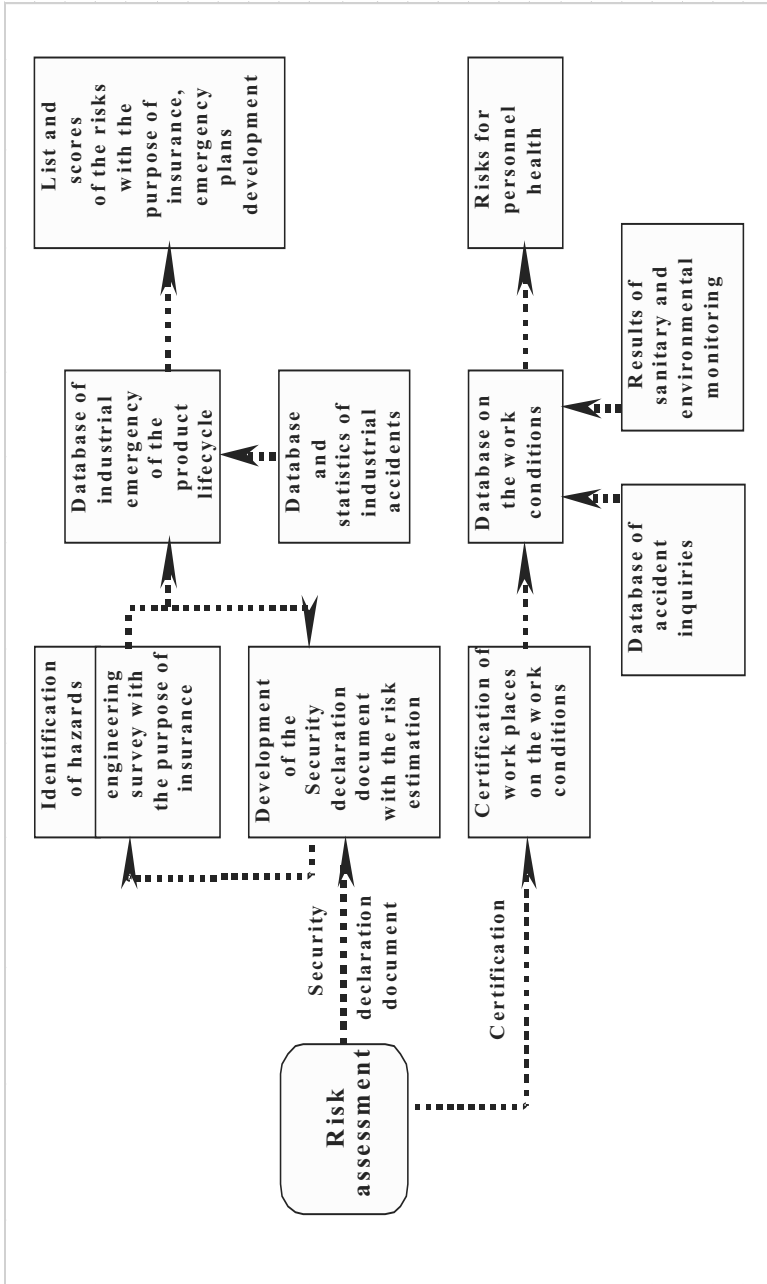 Risk
assessment
Security
declaration
document
Certification
Identification
of hazards
engineering
survey with
the purpose of
insurance
Development
of the
Security
declaration
document
with the risk
estimation
Certification of
work places
on the work
conditions
Database of
industrial
emergency
of the
product
lifecycle
Database
and
statistics of
industrial
accidents
Database on
the work
conditions
Database of
accident
inquiries
Results of
sanitary and
environmental
monitoring
List and
scores
of the risks
with the
purpose of
insurance,
emergency
plans
development
Risks for
personnel
health